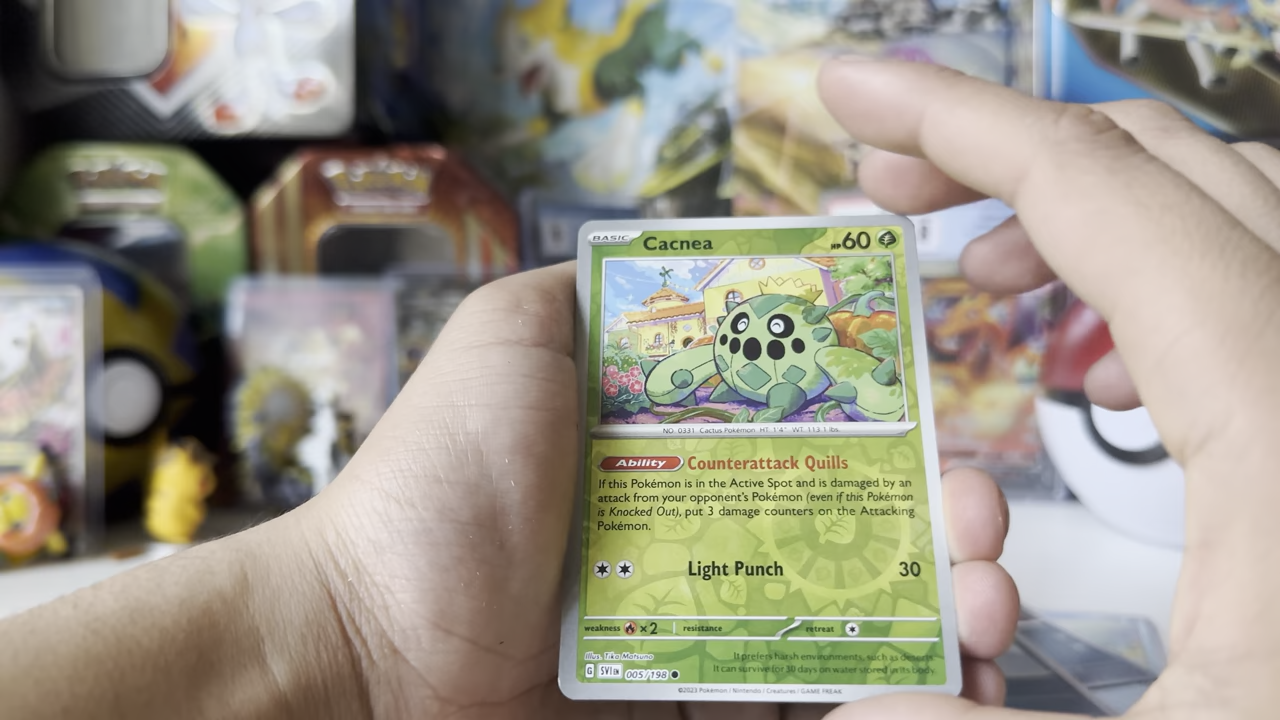 BASIC Cacnea HP60
NO. 0331 Cactus Pokémon HT: 1'4" WT: 113.1 lbs.
Ability Counterattack Quills
If this Pokémon is in the Active Spot and is damaged by an
attack from your opponent's Pokémon (even if this Pokémon
is Knocked Out), put 3 damage counters on the Attacking
Pokémon.
Light Punch 30
weakness x2 resistance retreat
Illus. Tika Matsuno
It prefers harsh environments, such as deserts.
It can survive for 30 days on water stored in its body.
G SVI EN 005/198
©2023 Pokémon / Nintendo / Creatures / GAME FREAK